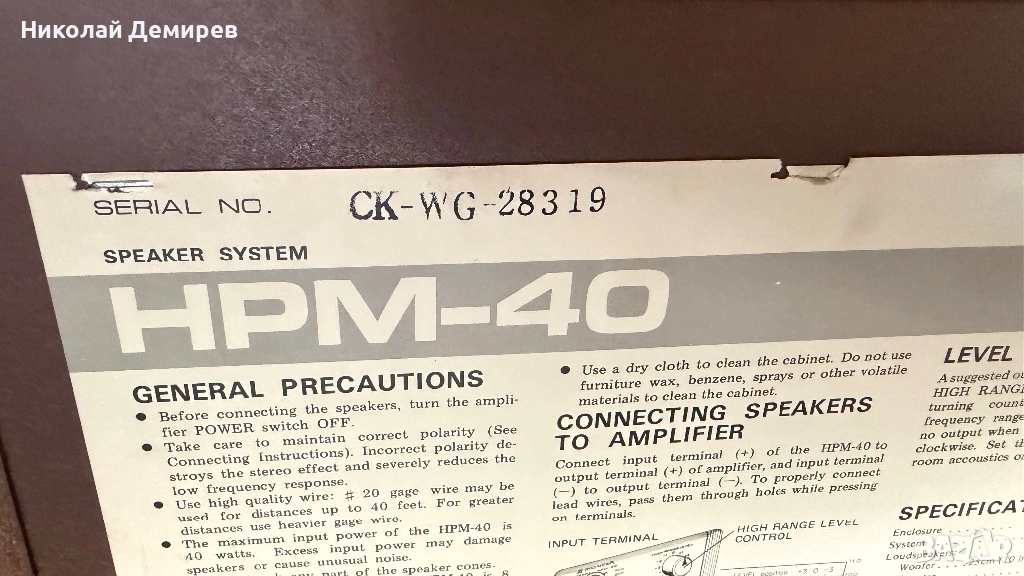 Николай Демирев
SERIAL NO. CK-WG-28319
SPEAKER SYSTEM
HPM-40
GENERAL PRECAUTIONS
● Before connecting the speakers, turn the ampli-
fier POWER switch OFF.
● Take care to maintain correct polarity (See
Connecting Instructions). Incorrect polarity de-
stroys the stereo effect and severely reduces the
low frequency response.
● Use high quality wire: # 20 gage wire may be
used for distances up to 40 feet. For greater
distances use heavier gage wire.
● The maximum input power of the HPM-40 is
40 watts. Excess input power may damage
speakers or cause unusual noise.
any part of the speaker cones.
● Use a dry cloth to clean the cabinet. Do not use
furniture wax, benzene, sprays or other volatile
materials to clean the cabinet.
CONNECTING SPEAKERS
TO AMPLIFIER
Connect input terminal (+) of the HPM-40 to
output terminal (+) of amplifier, and input terminal
(—) to output terminal (—). To properly connect
lead wires, pass them through holes while pressing
on terminals.
INPUT TERMINAL
HIGH RANGE LEVEL
CONTROL
LEVEL
A suggested
HIGH RANG
turning count
frequency range
no output when
clockwise. Set
room accoustics
SPECIFICAT
Enclosure
System
Loudspeakers
Woofer